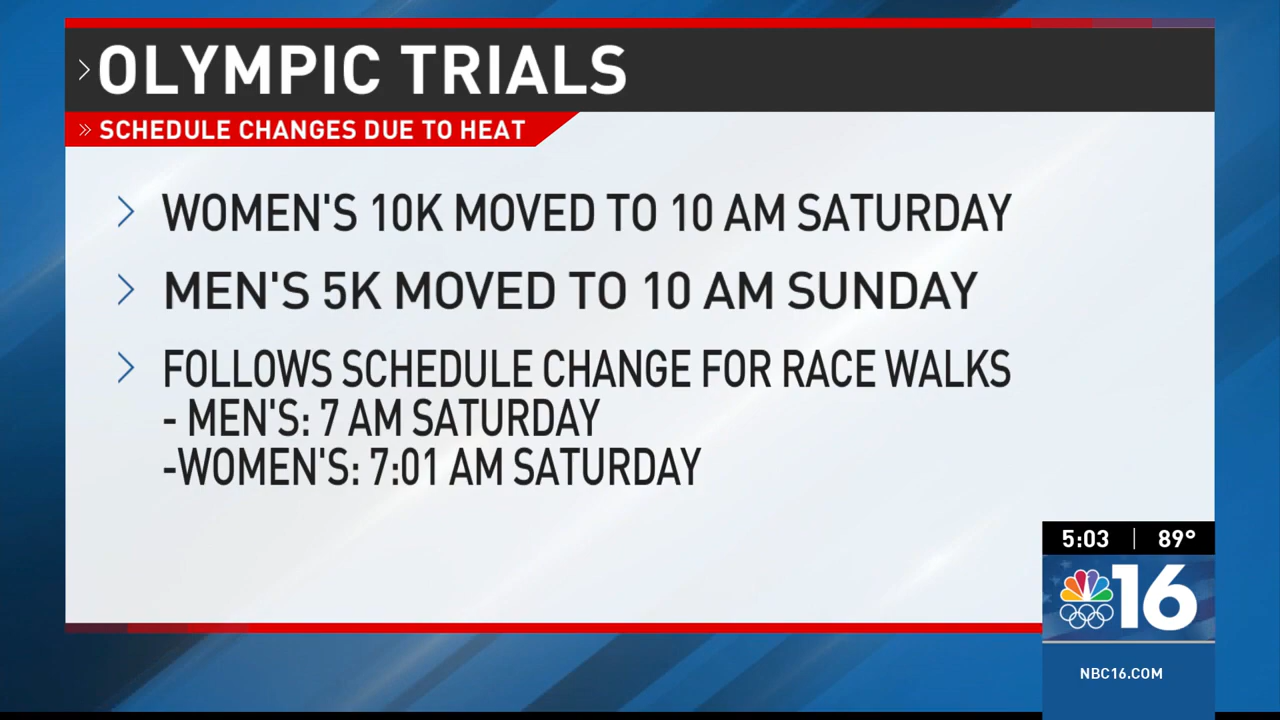 OLYMPIC TRIALS
SCHEDULE CHANGES DUE TO HEAT
WOMEN'S 10K MOVED TO 10 AM SATURDAY
MEN'S 5K MOVED TO 10 AM SUNDAY
FOLLOWS SCHEDULE CHANGE FOR RACE WALKS
- MEN'S: 7 AM SATURDAY
-WOMEN'S: 7:01 AM SATURDAY
5:03 | 89°
16
NBC16.COM